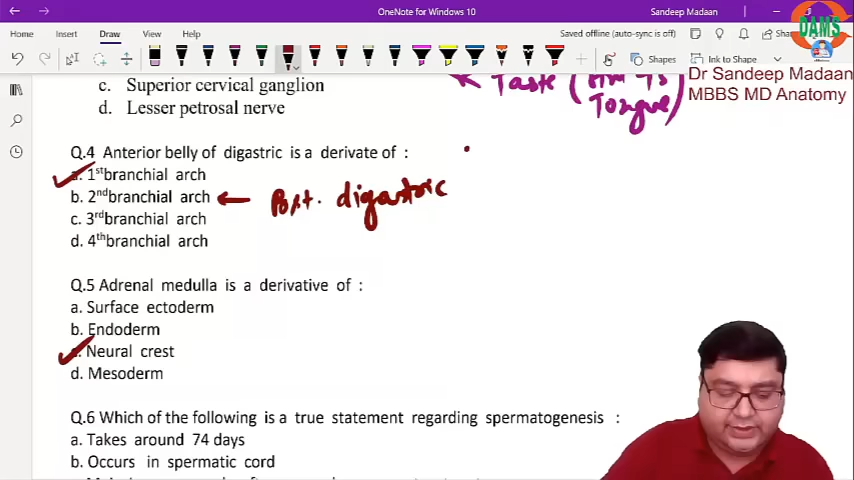 OneNote for Windows 10
Sandeep Madaan
Home Insert Draw View Help
Saved offline (auto-sync is off)
Shapes
Ink to Shape
DAMS
Dr Sandeep Madaan
MBBS MD Anatomy
Taste (Ant
Tongue)
c. Superior cervical ganglion
d. Lesser petrosal nerve
Q.4 Anterior belly of digastric is a derivate of :
a. 1st branchial arch
b. 2nd branchial arch ← Post. digastric
c. 3rd branchial arch
d. 4th branchial arch
Q.5 Adrenal medulla is a derivative of :
a. Surface ectoderm
b. Endoderm
c. Neural crest
d. Mesoderm
Q.6 Which of the following is a true statement regarding spermatogenesis :
a. Takes around 74 days
b. Occurs in spermatic cord